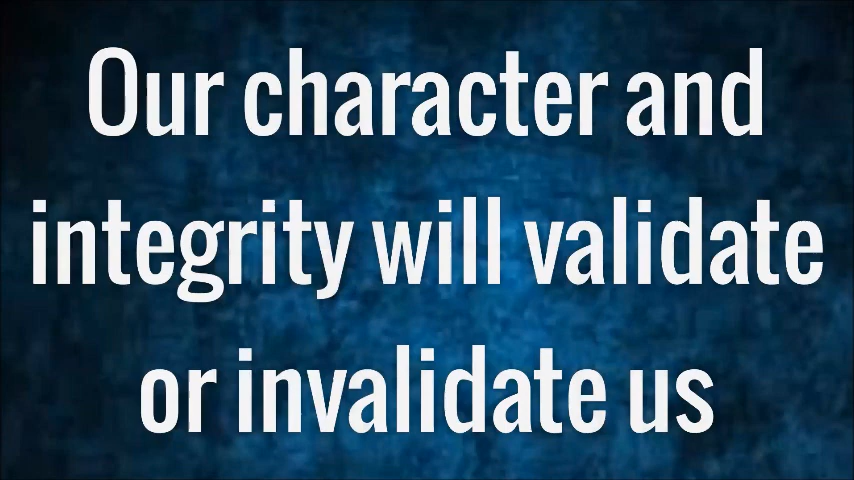 Our character and
integrity will validate
or invalidate us